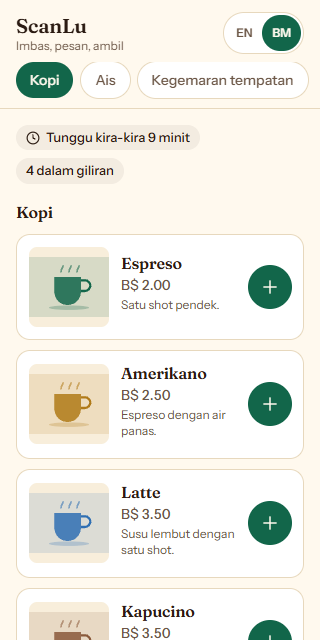 ScanLu
Imbas, pesan, ambil
EN
BM
Kopi
Ais
Kegemaran tempatan
Tunggu kira-kira 9 minit
4 dalam giliran
Kopi
Espreso
B$ 2.00
Satu shot pendek.
Amerikano
B$ 2.50
Espreso dengan air
panas.
Latte
B$ 3.50
Susu lembut dengan
satu shot.
Kapucino
B$ 3.50